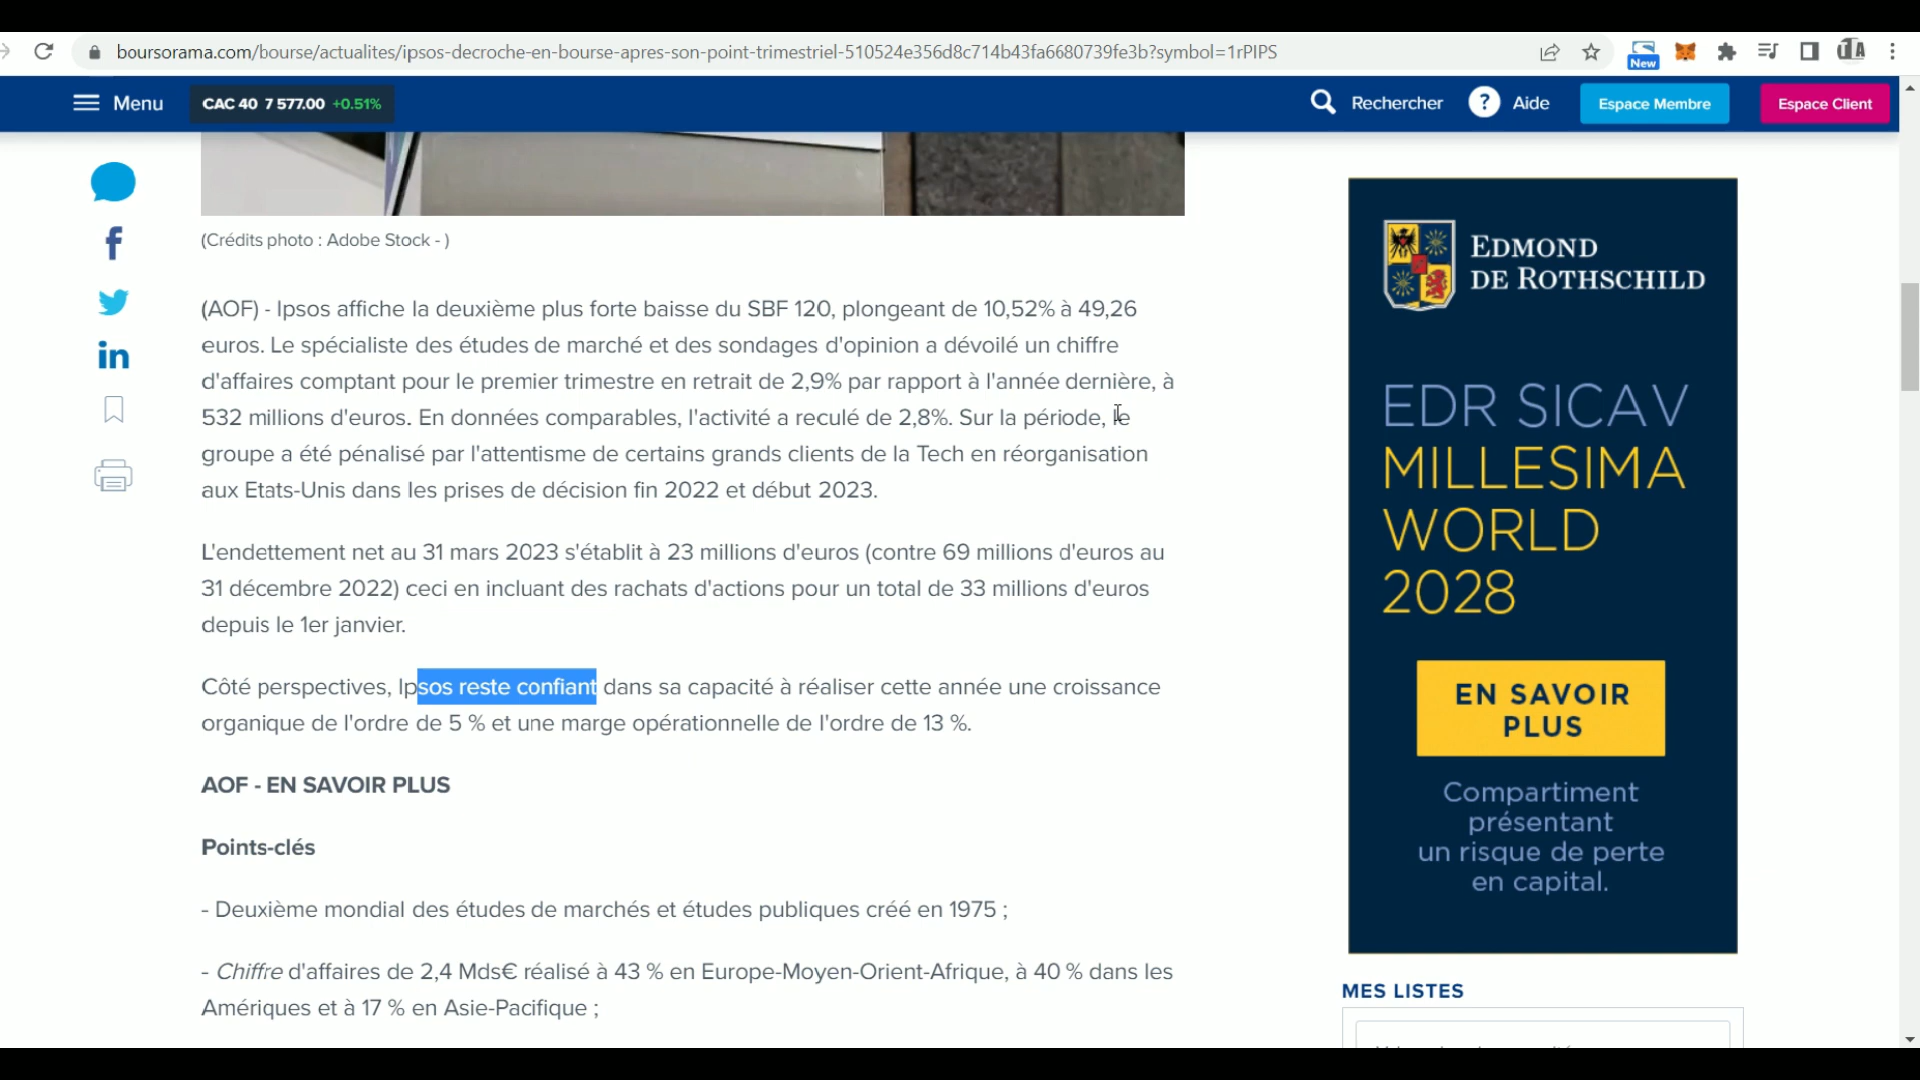 boursorama.com/bourse/actualites/ipsos-decroche-en-bourse-apres-son-point-trimestriel-510524e356d8c714b43fa6680739fe3b?symbol=1rPIPS
New
Menu
CAC 40 7 577.00 +0.51%
Rechercher
? Aide
Espace Membre
Espace Client
(Crédits photo : Adobe Stock - )
(AOF) - Ipsos affiche la deuxième plus forte baisse du SBF 120, plongeant de 10,52% à 49,26
euros. Le spécialiste des études de marché et des sondages d'opinion a dévoilé un chiffre
d'affaires comptant pour le premier trimestre en retrait de 2,9% par rapport à l'année dernière, à
532 millions d'euros. En données comparables, l'activité a reculé de 2,8%. Sur la période, le
groupe a été pénalisé par l'attentisme de certains grands clients de la Tech en réorganisation
aux Etats-Unis dans les prises de décision fin 2022 et début 2023.
L'endettement net au 31 mars 2023 s'établit à 23 millions d'euros (contre 69 millions d'euros au
31 décembre 2022) ceci en incluant des rachats d'actions pour un total de 33 millions d'euros
depuis le 1er janvier.
Côté perspectives, Ipsos reste confiant dans sa capacité à réaliser cette année une croissance
organique de l'ordre de 5 % et une marge opérationnelle de l'ordre de 13 %.
AOF - EN SAVOIR PLUS
Points-clés
- Deuxième mondial des études de marchés et études publiques créé en 1975 ;
- Chiffre d'affaires de 2,4 Mds€ réalisé à 43 % en Europe-Moyen-Orient-Afrique, à 40 % dans les
Amériques et à 17 % en Asie-Pacifique ;
EDMOND
DE ROTHSCHILD
EDR SICAV
MILLESIMA
WORLD
2028
EN SAVOIR
PLUS
Compartiment
présentant
un risque de perte
en capital.
MES LISTES